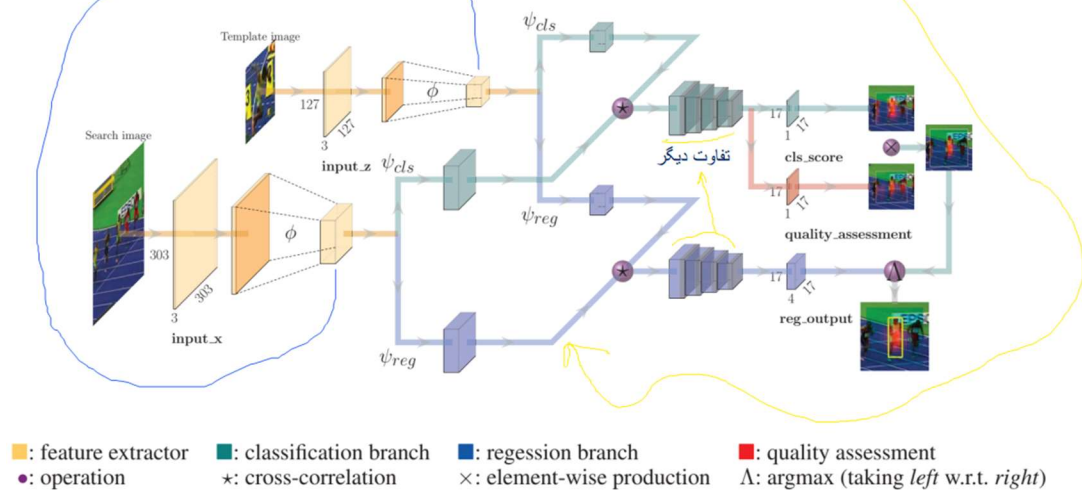 Template image
ψcls
127
127
3
ϕ
input_z
Search image
303
303
3
ϕ
input_x
ψcls
ψreg
ψreg
تفاوت دیگر
17
1
17
cls_score
17
1
17
quality_assessment
17
4
17
reg_output
★
★
×
Λ
: feature extractor
: classification branch
: regression branch
: quality assessment
: operation
★: cross-correlation
×: element-wise production
Λ: argmax (taking left w.r.t. right)